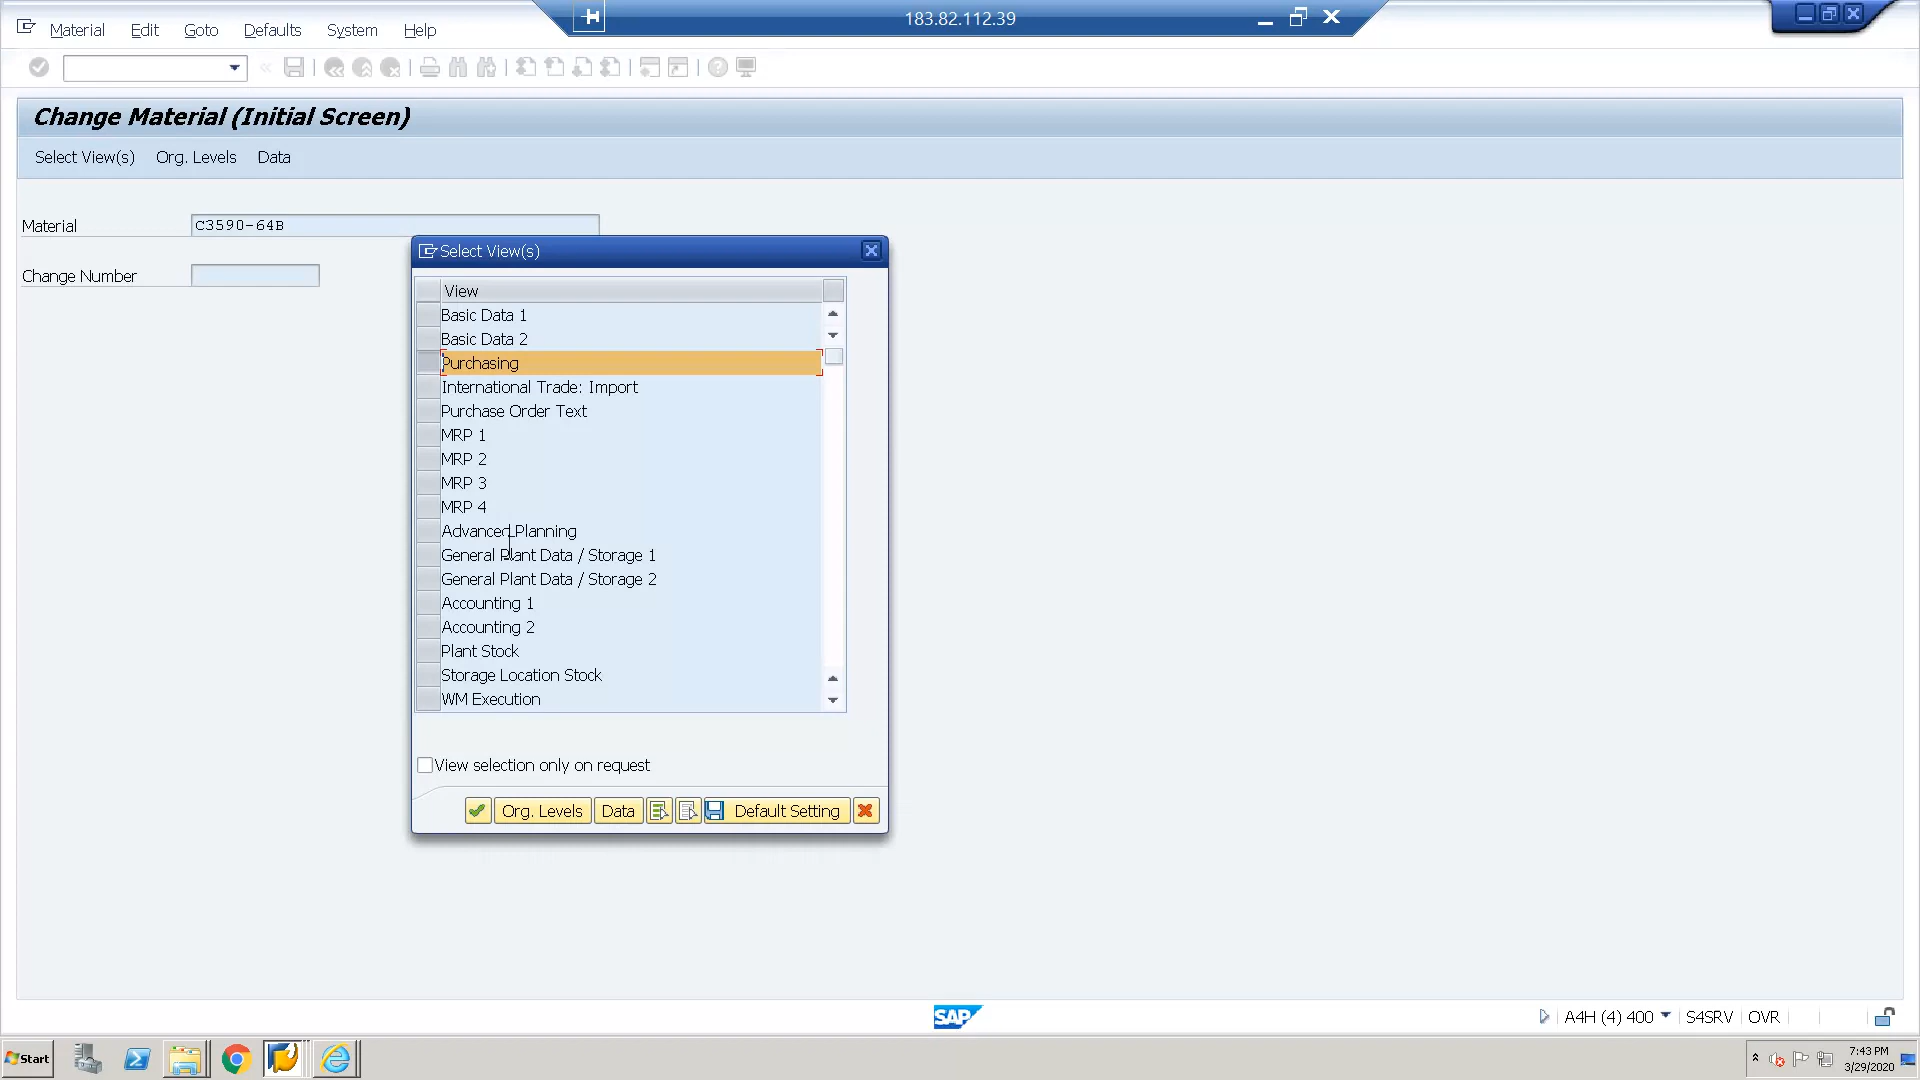 183.82.112.39
Material Edit Goto Defaults System Help
Change Material (Initial Screen)
Select View(s) Org. Levels Data
Material C3590-64B
Change Number
Select View(s)
View
Basic Data 1
Basic Data 2
Purchasing
International Trade: Import
Purchase Order Text
MRP 1
MRP 2
MRP 3
MRP 4
Advanced Planning
General Plant Data / Storage 1
General Plant Data / Storage 2
Accounting 1
Accounting 2
Plant Stock
Storage Location Stock
WM Execution
View selection only on request
Org. Levels Data Default Setting
SAP
A4H (4) 400 S4SRV OVR
Start
7:43 PM
3/29/2020